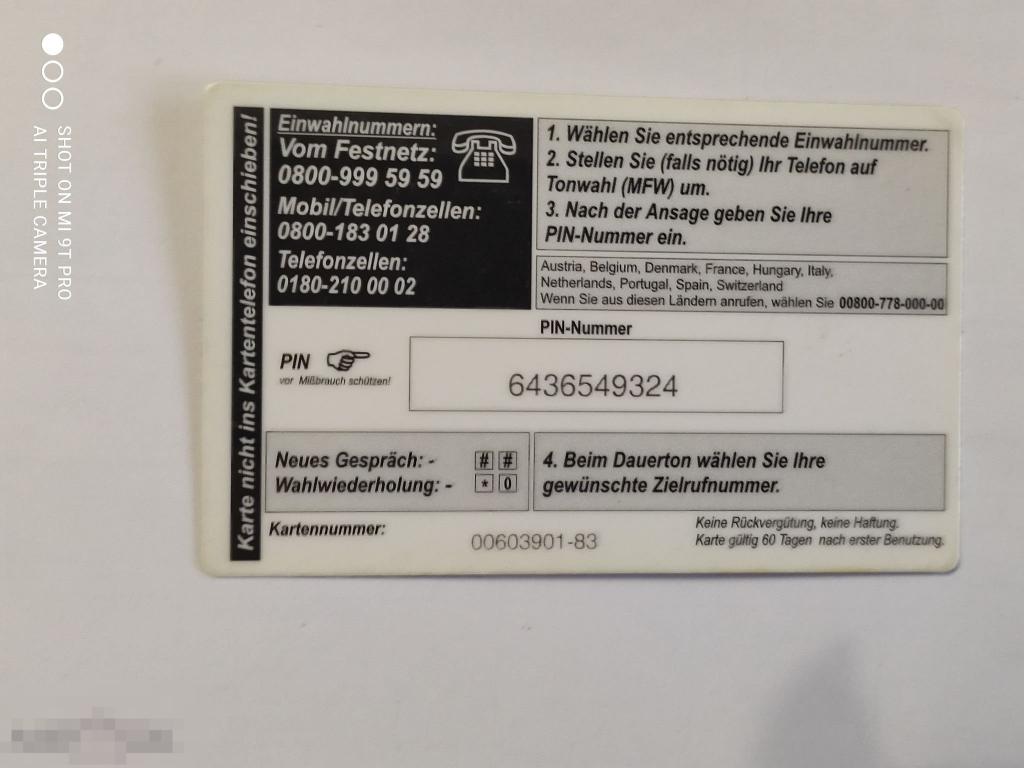 SHOT ON MI 9T PRO
AI TRIPLE CAMERA
Karte nicht ins Kartentelefon einschieben!
Einwahlnummern:
Vom Festnetz:
0800-999 59 59
Mobil/Telefonzellen:
0800-183 01 28
Telefonzellen:
0180-210 00 02
1. Wählen Sie entsprechende Einwahlnummer.
2. Stellen Sie (falls nötig) Ihr Telefon auf
Tonwahl (MFW) um.
3. Nach der Ansage geben Sie Ihre
PIN-Nummer ein.
Austria, Belgium, Denmark, France, Hungary, Italy,
Netherlands, Portugal, Spain, Switzerland
Wenn Sie aus diesen Ländern anrufen, wählen Sie 00800-778-000-00
PIN-Nummer
PIN
vor Mißbrauch schützen!
6436549324
Neues Gespräch: - # #
Wahlwiederholung: - * 0
4. Beim Dauerton wählen Sie Ihre
gewünschte Zielrufnummer.
Kartennummer:
00603901-83
Keine Rückvergütung, keine Haftung.
Karte gültig 60 Tagen nach erster Benutzung.